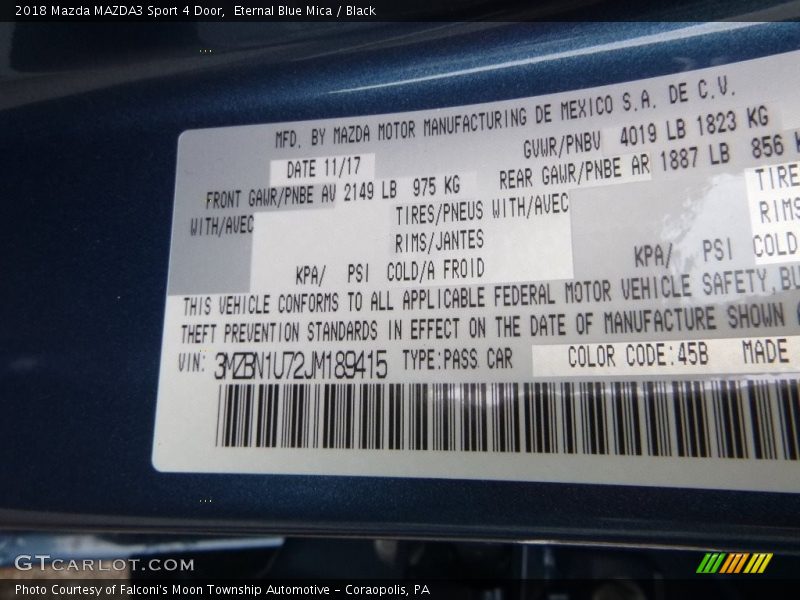 2018 Mazda MAZDA3 Sport 4 Door, Eternal Blue Mica / Black
MFD. BY MAZDA MOTOR MANUFACTURING DE MEXICO S.A. DE C.V.
DATE 11/17 GVWR/PNBV 4019 LB 1823 KG
FRONT GAWR/PNBE AV 2149 LB 975 KG REAR GAWR/PNBE AR 1887 LB 856
WITH/AVEC TIRES/PNEUS WITH/AVEC TIRES
RIMS/JANTES RIMS
KPA/ PSI COLD/A FROID KPA/ PSI COLD
THIS VEHICLE CONFORMS TO ALL APPLICABLE FEDERAL MOTOR VEHICLE SAFETY,
THEFT PREVENTION STANDARDS IN EFFECT ON THE DATE OF MANUFACTURE SHOWN
VIN: 3MZBN1U72JM189415 TYPE:PASS CAR COLOR CODE:45B MADE
GTCARLOT.COM
Photo Courtesy of Falconi's Moon Township Automotive - Coraopolis, PA